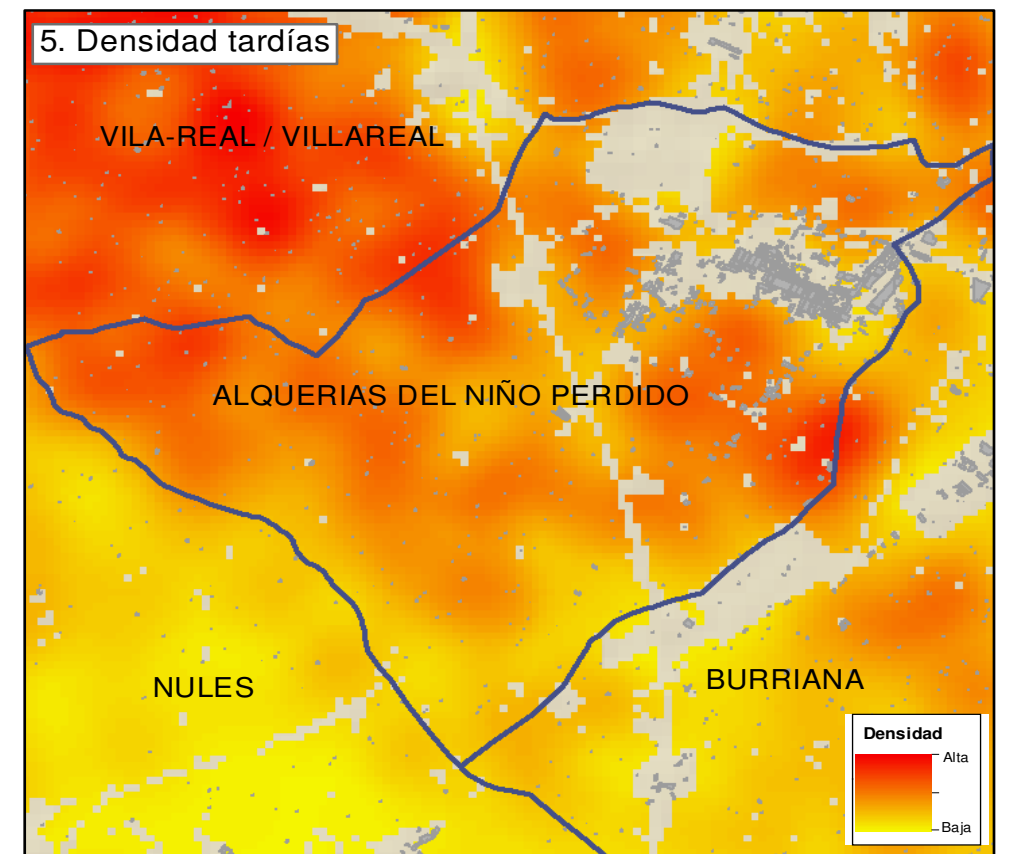 5. Densidad tardías
VILA-REAL / VILLAREAL
ALQUERIAS DEL NIÑO PERDIDO
NULES
BURRIANA
Densidad
Alta
Baja